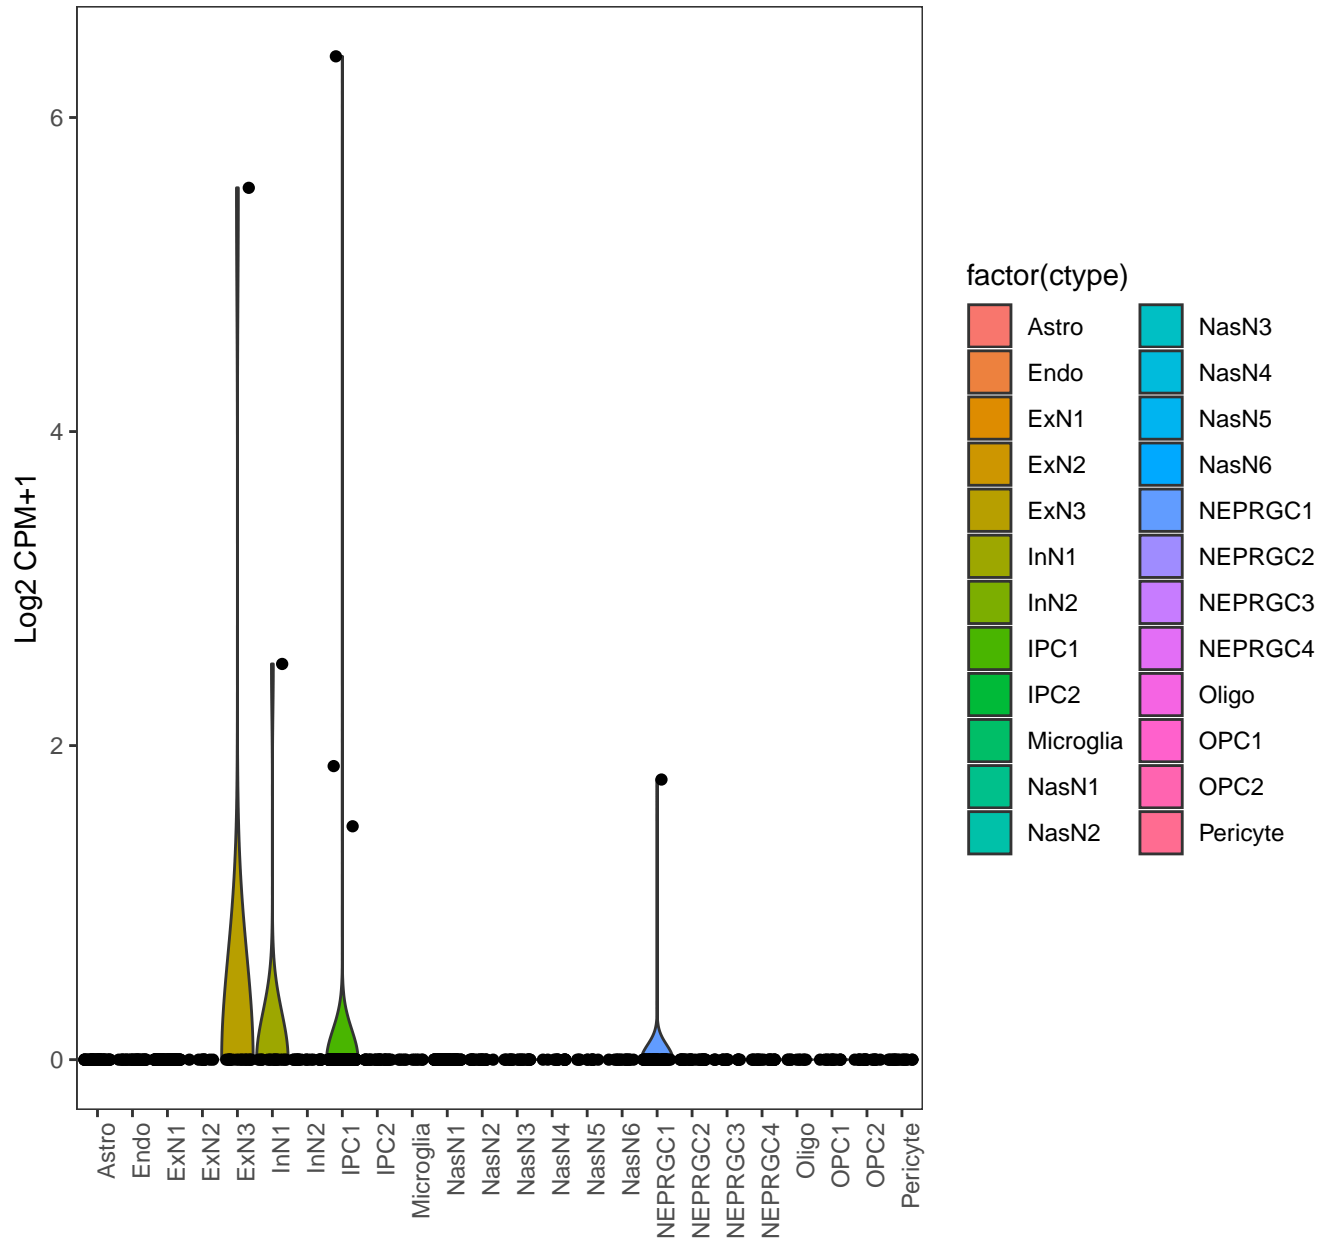 6
4
2
0
Log2 CPM+1
Astro
Endo
ExN1
ExN2
ExN3
InN1
InN2
IPC1
IPC2
Microglia
NasN1
NasN2
NasN3
NasN4
NasN5
NasN6
NEPRGC1
NEPRGC2
NEPRGC3
NEPRGC4
Oligo
OPC1
OPC2
Pericyte
factor(ctype)
Astro
Endo
ExN1
ExN2
ExN3
InN1
InN2
IPC1
IPC2
Microglia
NasN1
NasN2
NasN3
NasN4
NasN5
NasN6
NEPRGC1
NEPRGC2
NEPRGC3
NEPRGC4
Oligo
OPC1
OPC2
Pericyte